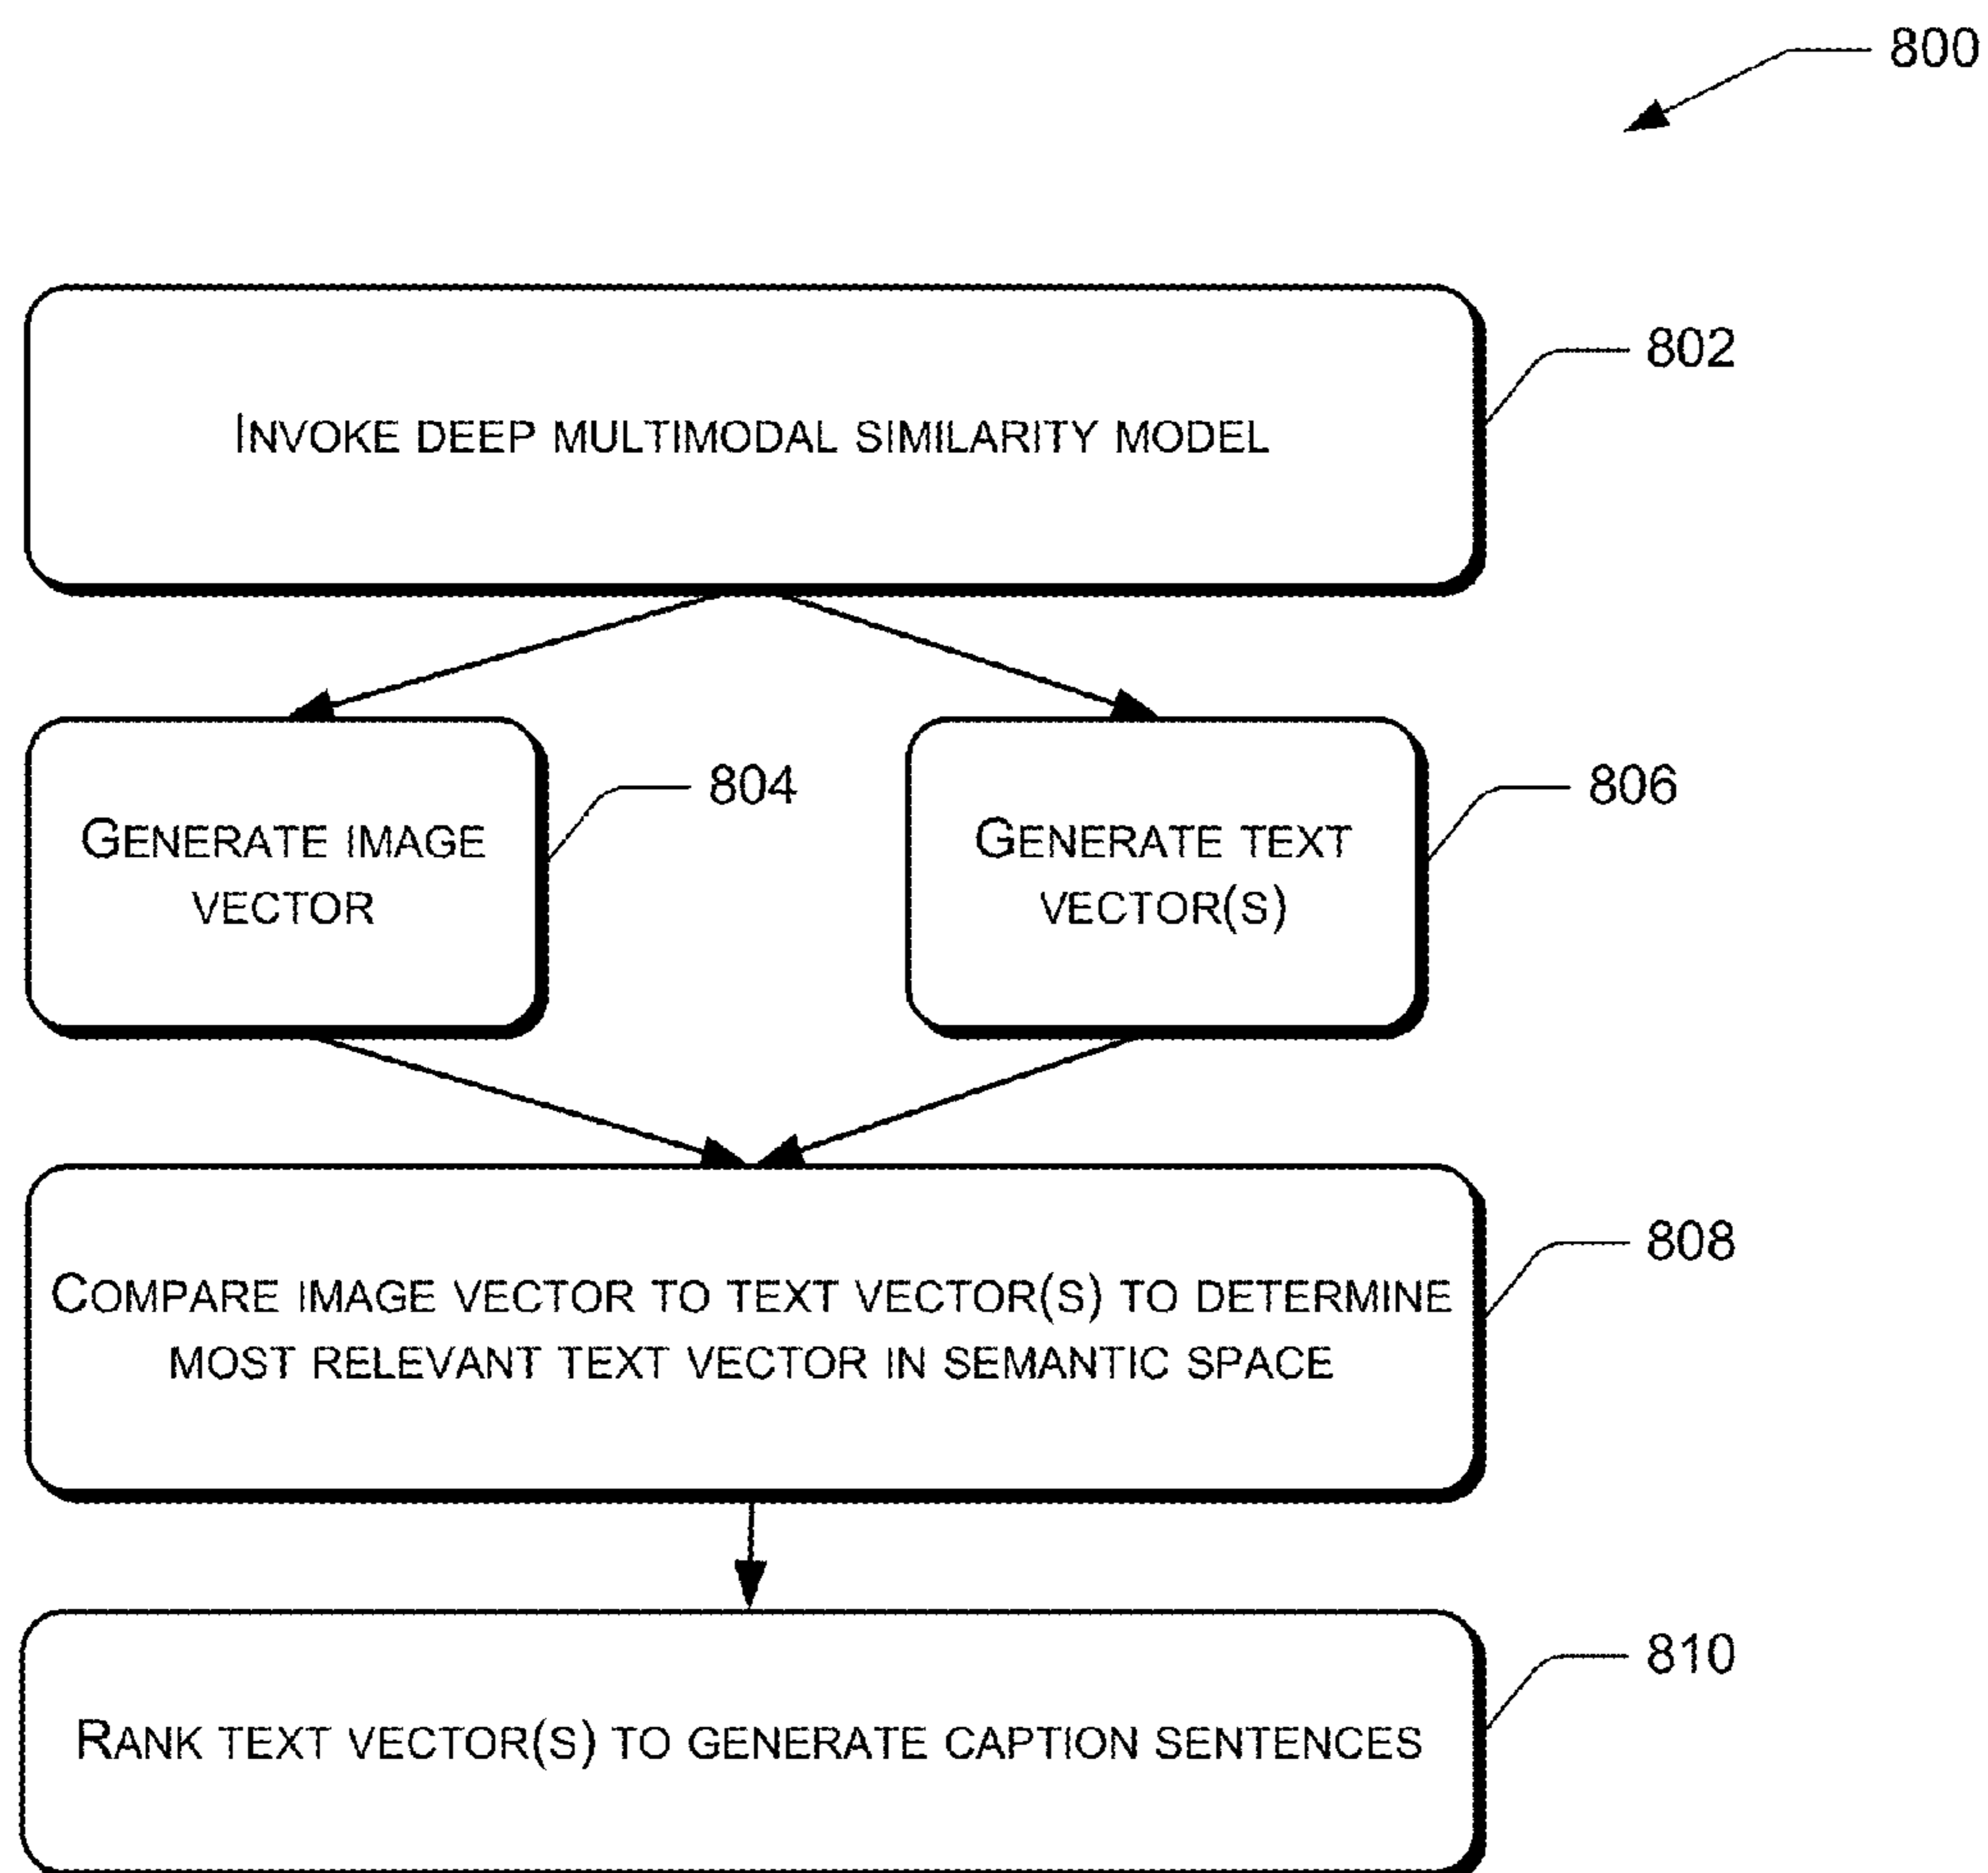 800
INVOKE DEEP MULTIMODAL SIMILARITY MODEL
802
GENERATE IMAGE
VECTOR
804
GENERATE TEXT
VECTOR(S)
806
COMPARE IMAGE VECTOR TO TEXT VECTOR(S) TO DETERMINE
MOST RELEVANT TEXT VECTOR IN SEMANTIC SPACE
808
RANK TEXT VECTOR(S) TO GENERATE CAPTION SENTENCES
810